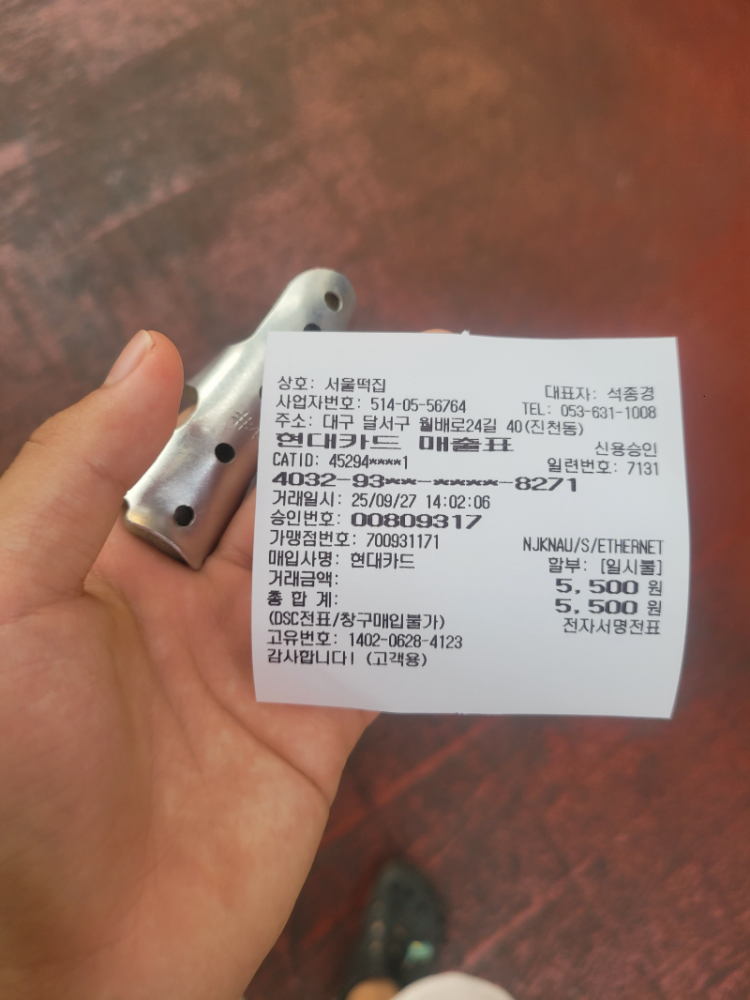 상호: 서울떡집 대표자: 석종경
사업자번호: 514-05-56764 TEL: 053-631-1008
주소: 대구 달서구 월배로24길 40(진천동)
현대카드 매출표 신용승인
CATID: 45294****1 일련번호: 7131
4032-93**-****-8271
거래일시: 25/09/27 14:02:06
승인번호: 00809317
가맹점번호: 700931171 NJKNAU/S/ETHERNET
매입사명: 현대카드 할부: [일시불]
거래금액: 5,500 원
총 합 계: 5,500 원
(DSC전표/창구매입불가) 전자서명전표
고유번호: 1402-0628-4123
감사합니다! (고객용)